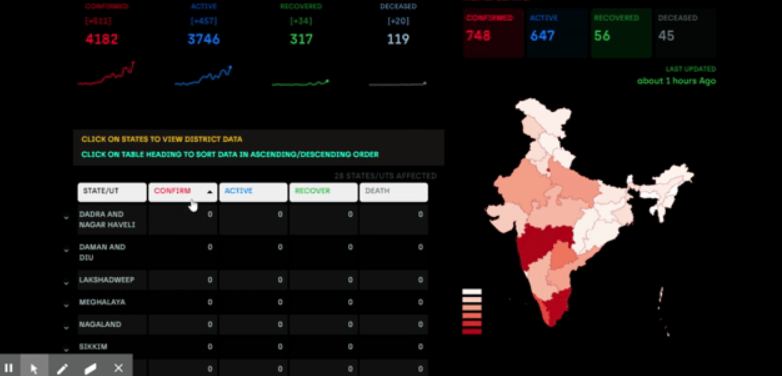 CONFIRMED ACTIVE RECOVERED DECEASED
[+511] [+457] [+34] [+20]
4182 3746 317 119
CONFIRMED ACTIVE RECOVERED DECEASED
748 647 56 45
LAST UPDATED
about 1 hours Ago
CLICK ON STATES TO VIEW DISTRICT DATA
CLICK ON TABLE HEADING TO SORT DATA IN ASCENDING/DESCENDING ORDER
28 STATES/UTS AFFECTED
STATE/UT CONFIRM ACTIVE RECOVER DEATH
DADRA AND
NAGAR HAVELI 0 0 0 0
DAMAN AND
DIU 0 0 0 0
LAKSHADWEEP 0 0 0 0
MEGHALAYA 0 0 0 0
NAGALAND 0 0 0 0
SIKKIM 0 0 0 0
0 0 0 0